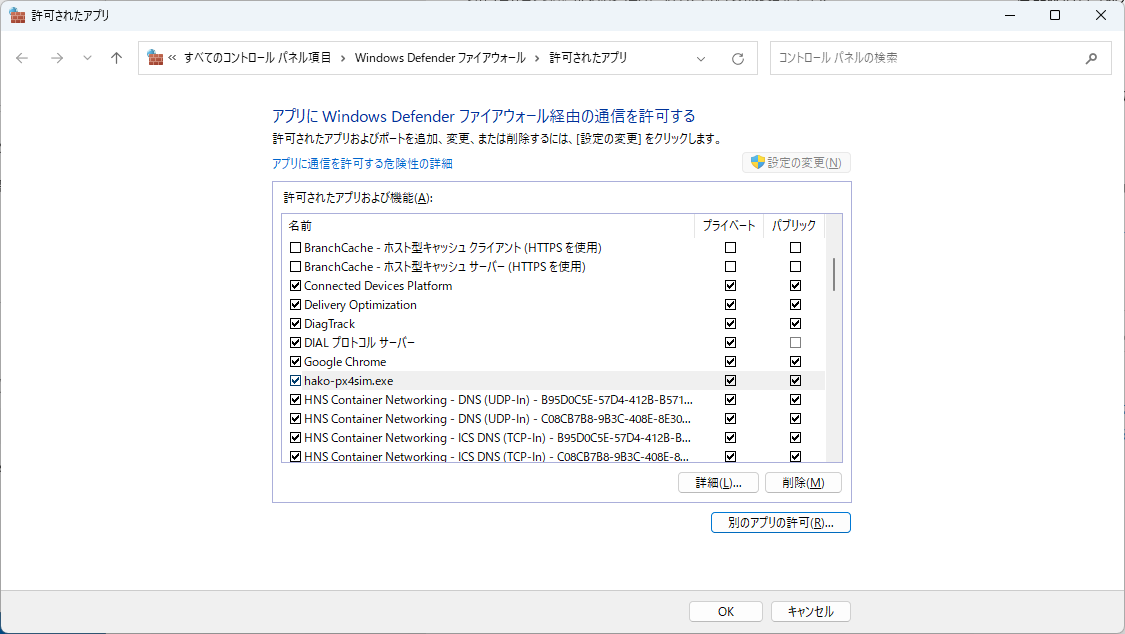 許可されたアプリ
« すべてのコントロール パネル項目 › Windows Defender ファイアウォール › 許可されたアプリ
コントロール パネルの検索
アプリに Windows Defender ファイアウォール経由の通信を許可する
許可されたアプリおよびポートを追加、変更、または削除するには、[設定の変更] をクリックします。
アプリに通信を許可する危険性の詳細
設定の変更(N)
許可されたアプリおよび機能(A):
名前 プライベート パブリック
BranchCache - ホスト型キャッシュ クライアント (HTTPS を使用)
BranchCache - ホスト型キャッシュ サーバー (HTTPS を使用)
Connected Devices Platform
Delivery Optimization
DiagTrack
DIAL プロトコル サーバー
Google Chrome
hako-px4sim.exe
HNS Container Networking - DNS (UDP-In) - B95D0C5E-57D4-412B-B571...
HNS Container Networking - DNS (UDP-In) - C08CB7B8-9B3C-408E-8E30...
HNS Container Networking - ICS DNS (TCP-In) - B95D0C5E-57D4-412B-B...
HNS Container Networking - ICS DNS (TCP-In) - C08CB7B8-9B3C-408E-8...
詳細(L)... 削除(M)
別のアプリの許可(R)...
OK キャンセル